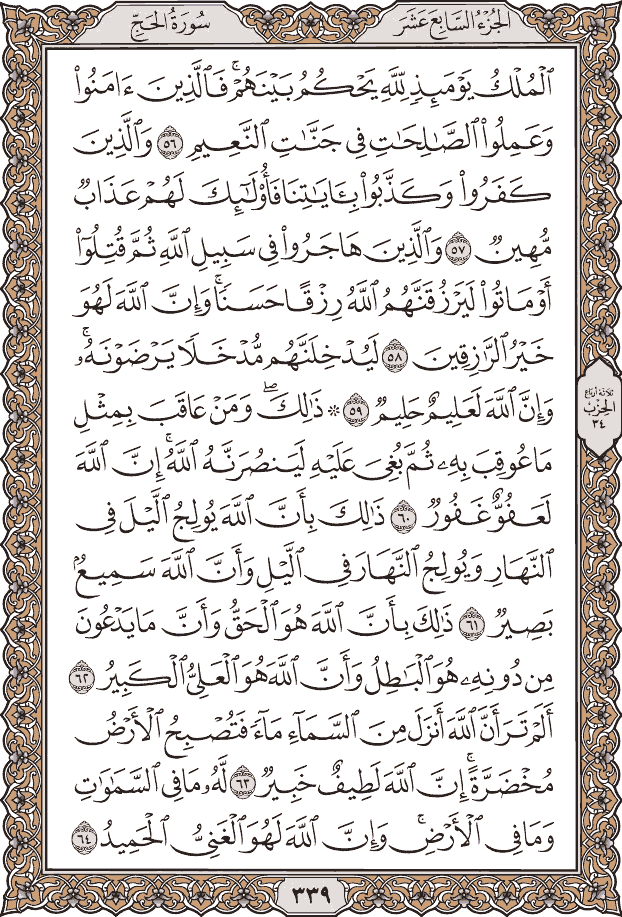 الجُزْءُ السَّابِعَ عَشَرَ
سُورَةُ الحَجِّ
ٱلْمُلْكُ يَوْمَئِذٍ لِّلَّهِ يَحْكُمُ بَيْنَهُمْۚ فَٱلَّذِينَ ءَامَنُوا۟
وَعَمِلُوا۟ ٱلصَّٰلِحَٰتِ فِى جَنَّٰتِ ٱلنَّعِيمِ ٥٦ وَٱلَّذِينَ
كَفَرُوا۟ وَكَذَّبُوا۟ بِـَٔايَٰتِنَا فَأُو۟لَٰٓئِكَ لَهُمْ عَذَابٌ
مُّهِينٌ ٥٧ وَٱلَّذِينَ هَاجَرُوا۟ فِى سَبِيلِ ٱللَّهِ ثُمَّ قُتِلُوٓا۟
أَوْ مَاتُوا۟ لَيَرْزُقَنَّهُمُ ٱللَّهُ رِزْقًا حَسَنًاۚ وَإِنَّ ٱللَّهَ لَهُوَ
خَيْرُ ٱلرَّٰزِقِينَ ٥٨ لَيُدْخِلَنَّهُم مُّدْخَلًا يَرْضَوْنَهُۥۚ
وَإِنَّ ٱللَّهَ لَعَلِيمٌ حَلِيمٌ ٥٩ ۞ ذَٰلِكَۖ وَمَنْ عَاقَبَ بِمِثْلِ
مَا عُوقِبَ بِهِۦ ثُمَّ بُغِىَ عَلَيْهِ لَيَنصُرَنَّهُ ٱللَّهُۚ إِنَّ ٱللَّهَ
لَعَفُوٌّ غَفُورٌ ٦٠ ذَٰلِكَ بِأَنَّ ٱللَّهَ يُولِجُ ٱلَّيْلَ فِى
ٱلنَّهَارِ وَيُولِجُ ٱلنَّهَارَ فِى ٱلَّيْلِ وَأَنَّ ٱللَّهَ سَمِيعٌۢ
بَصِيرٌ ٦١ ذَٰلِكَ بِأَنَّ ٱللَّهَ هُوَ ٱلْحَقُّ وَأَنَّ مَا يَدْعُونَ
مِن دُونِهِۦ هُوَ ٱلْبَٰطِلُ وَأَنَّ ٱللَّهَ هُوَ ٱلْعَلِىُّ ٱلْكَبِيرُ ٦٢
أَلَمْ تَرَ أَنَّ ٱللَّهَ أَنزَلَ مِنَ ٱلسَّمَآءِ مَآءً فَتُصْبِحُ ٱلْأَرْضُ
مُخْضَرَّةًۚ إِنَّ ٱللَّهَ لَطِيفٌ خَبِيرٌ ٦٣ لَّهُۥ مَا فِى ٱلسَّمَٰوَٰتِ
وَمَا فِى ٱلْأَرْضِۚ وَإِنَّ ٱللَّهَ لَهُوَ ٱلْغَنِىُّ ٱلْحَمِيدُ ٦٤
ثلاثة أرباع
الحزب
٣٤
٣٣٩